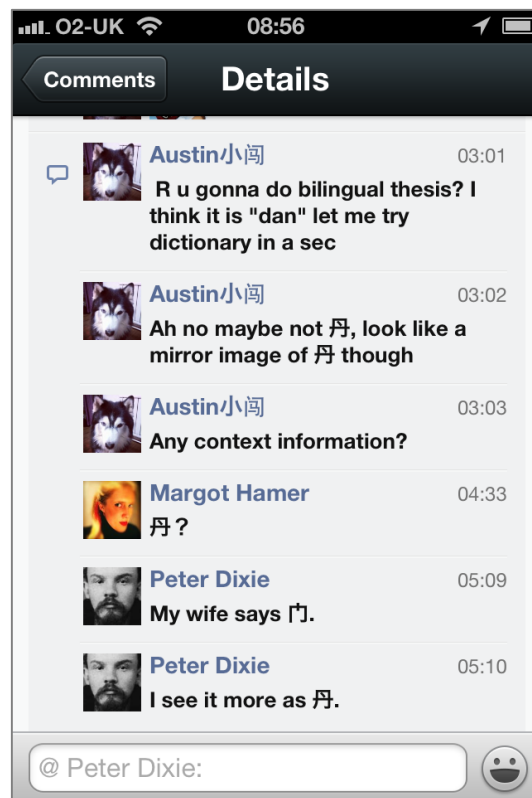 O2-UK 08:56
Comments Details
Austin小闯 03:01
R u gonna do bilingual thesis? I
think it is "dan" let me try
dictionary in a sec
Austin小闯 03:02
Ah no maybe not 丹, look like a
mirror image of 丹 though
Austin小闯 03:03
Any context information?
Margot Hamer 04:33
丹？
Peter Dixie 05:09
My wife says 门.
Peter Dixie 05:10
I see it more as 丹.
@ Peter Dixie: